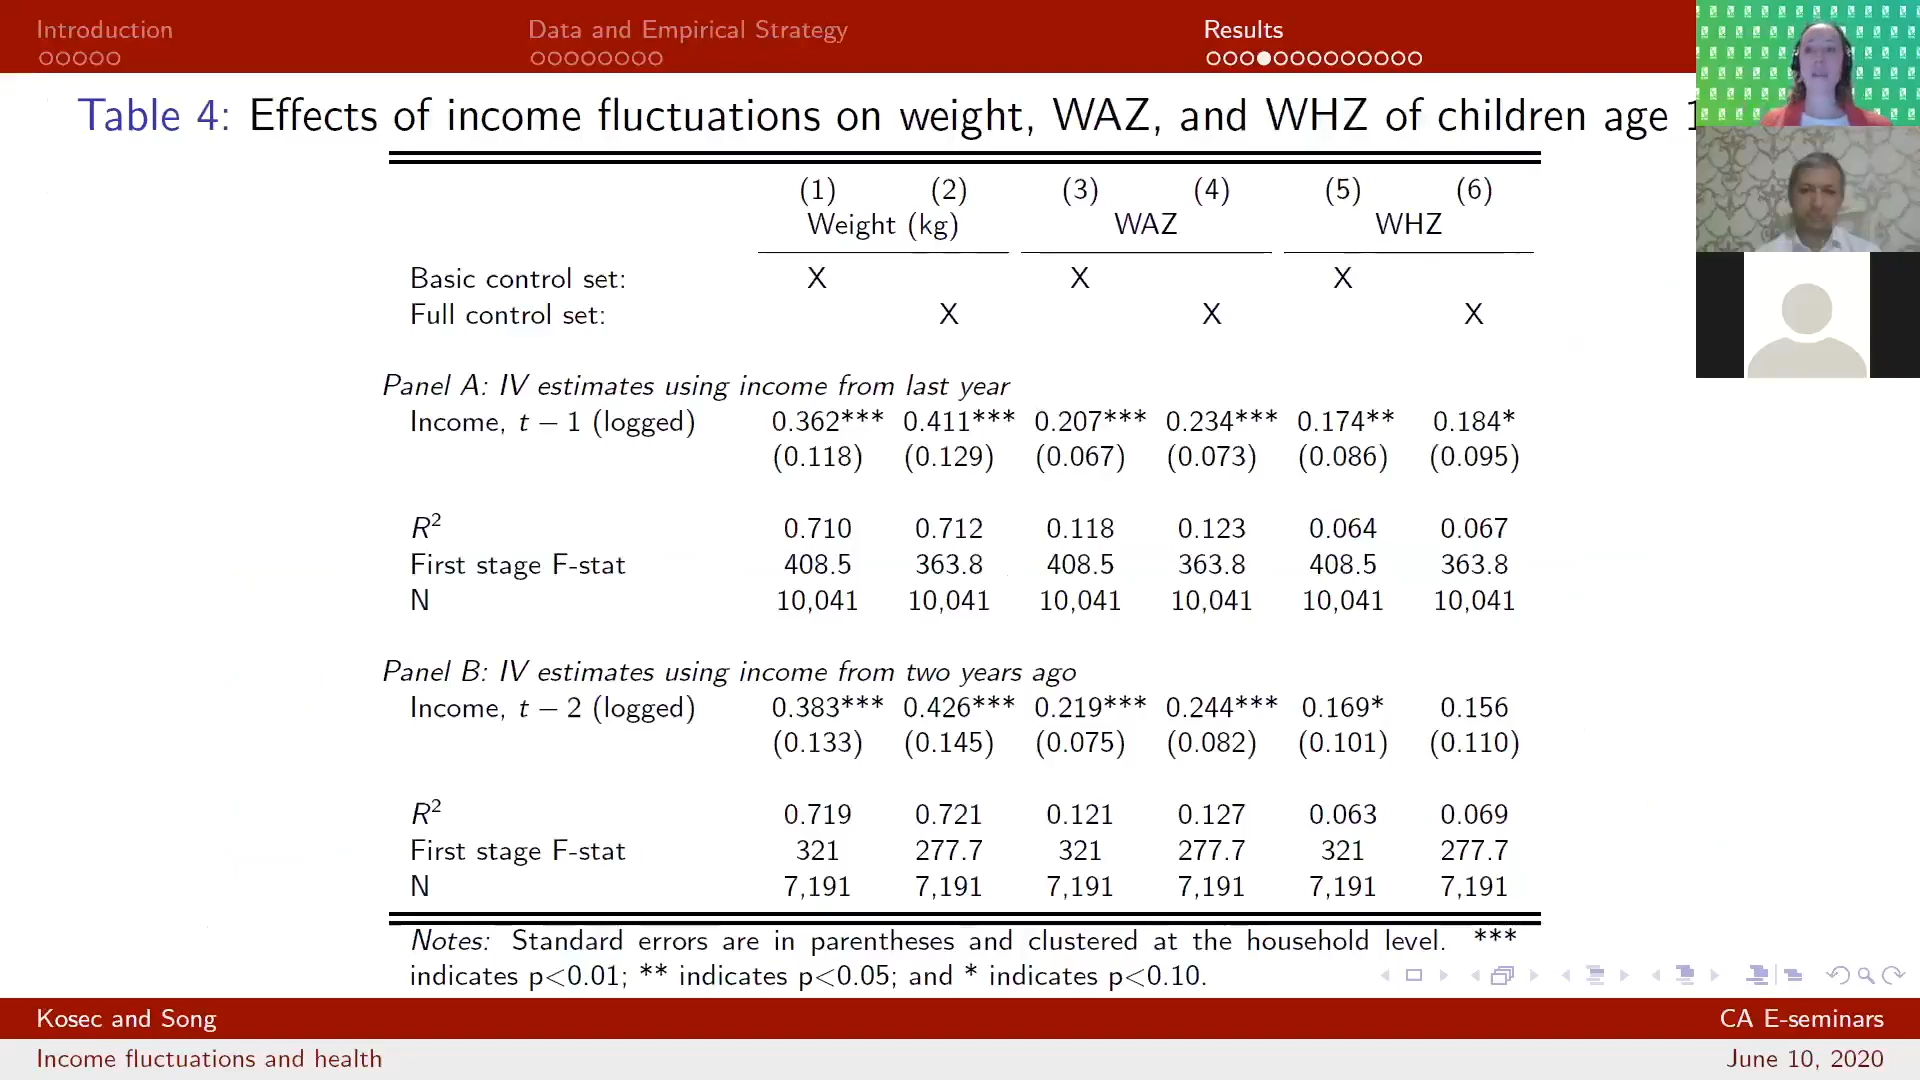 Introduction Data and Empirical Strategy Results
Table 4: Effects of income fluctuations on weight, WAZ, and WHZ of children age
(1) (2) (3) (4) (5) (6)
Weight (kg) WAZ WHZ
Basic control set: X X X
Full control set: X X X
Panel A: IV estimates using income from last year
Income, t − 1 (logged) 0.362*** 0.411*** 0.207*** 0.234*** 0.174** 0.184*
(0.118) (0.129) (0.067) (0.073) (0.086) (0.095)
R² 0.710 0.712 0.118 0.123 0.064 0.067
First stage F-stat 408.5 363.8 408.5 363.8 408.5 363.8
N 10,041 10,041 10,041 10,041 10,041 10,041
Panel B: IV estimates using income from two years ago
Income, t − 2 (logged) 0.383*** 0.426*** 0.219*** 0.244*** 0.169* 0.156
(0.133) (0.145) (0.075) (0.082) (0.101) (0.110)
R² 0.719 0.721 0.121 0.127 0.063 0.069
First stage F-stat 321 277.7 321 277.7 321 277.7
N 7,191 7,191 7,191 7,191 7,191 7,191
Notes: Standard errors are in parentheses and clustered at the household level. ***
indicates p<0.01; ** indicates p<0.05; and * indicates p<0.10.
Kosec and Song CA E-seminars
Income fluctuations and health June 10, 2020